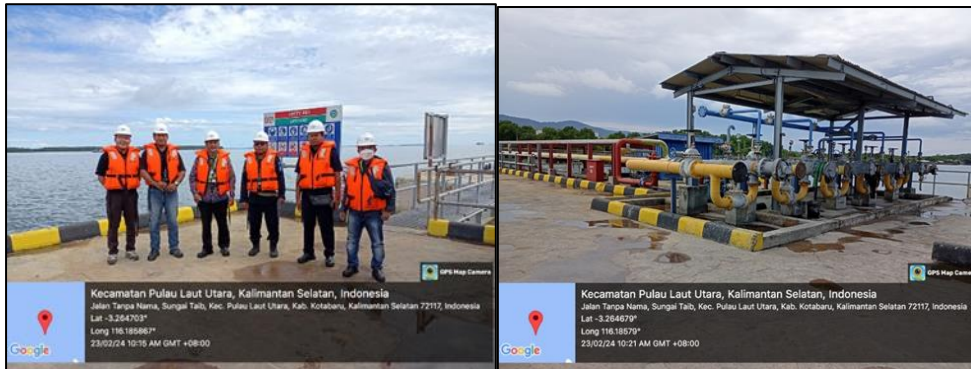 GPS Map Camera
Kecamatan Pulau Laut Utara, Kalimantan Selatan, Indonesia
Jalan Tanpa Nama, Sungai Taib, Kec. Pulau Laut Utara, Kab. Kotabaru, Kalimantan Selatan 72117, Indonesia
Lat -3.264703°
Long 116.185667°
23/02/24 10:15 AM GMT +08:00
Google
GPS Map Camera
Kecamatan Pulau Laut Utara, Kalimantan Selatan, Indonesia
Jalan Tanpa Nama, Sungai Taib, Kec. Pulau Laut Utara, Kab. Kotabaru, Kalimantan Selatan 72117, Indonesia
Lat -3.264679°
Long 116.18579°
23/02/24 10:21 AM GMT +08:00
Google